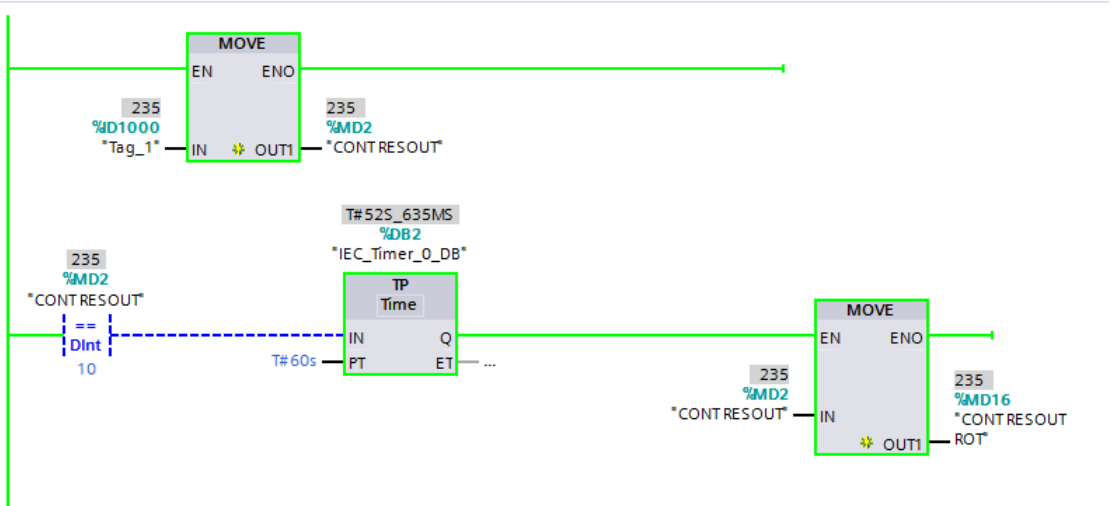 MOVE
EN ENO
235 235
%ID1000 %MD2
"Tag_1" IN OUT1 "CONTRESOUT"
T#52S_635MS
%DB2
"IEC_Timer_0_DB"
235
%MD2
"CONTRESOUT"
TP
Time
==
DInt
10
IN Q
T#60s PT ET ...
MOVE
EN ENO
235 235
%MD2 %MD16
"CONTRESOUT" IN "CONTRESOUT
OUT1 ROT"